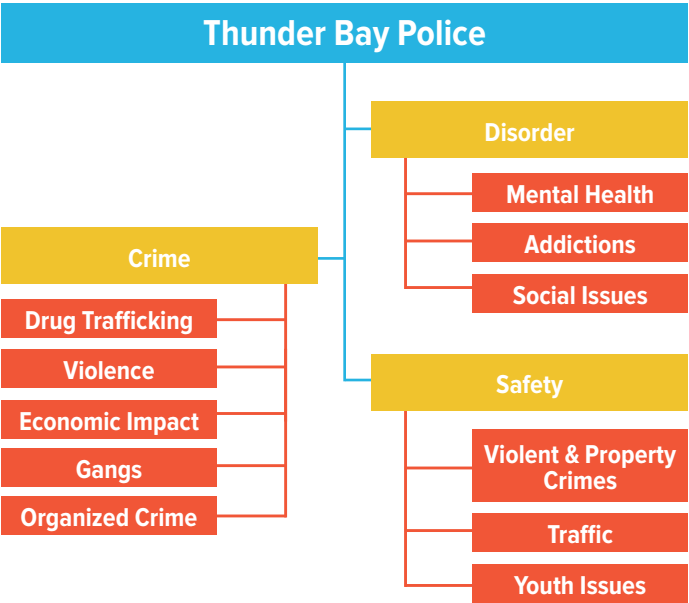 Thunder Bay Police
Disorder
Mental Health
Addictions
Social Issues
Crime
Drug Trafficking
Violence
Economic Impact
Gangs
Organized Crime
Safety
Violent & Property
Crimes
Traffic
Youth Issues